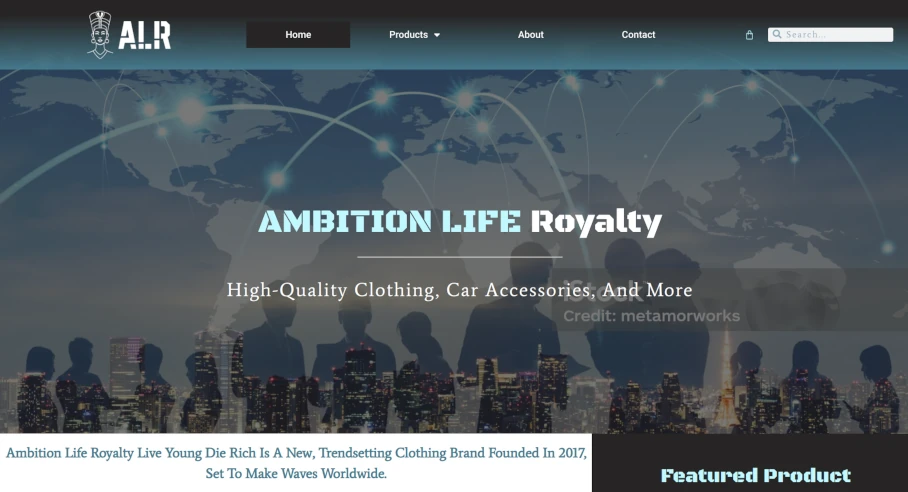 ALR
Home
Products
About
Contact
Search...
AMBITION LIFE Royalty
High-Quality Clothing, Car Accessories, And More
iStock
Credit: metamorworks
Ambition Life Royalty Live Young Die Rich Is A New, Trendsetting Clothing Brand Founded In 2017,
Set To Make Waves Worldwide.
Featured Product